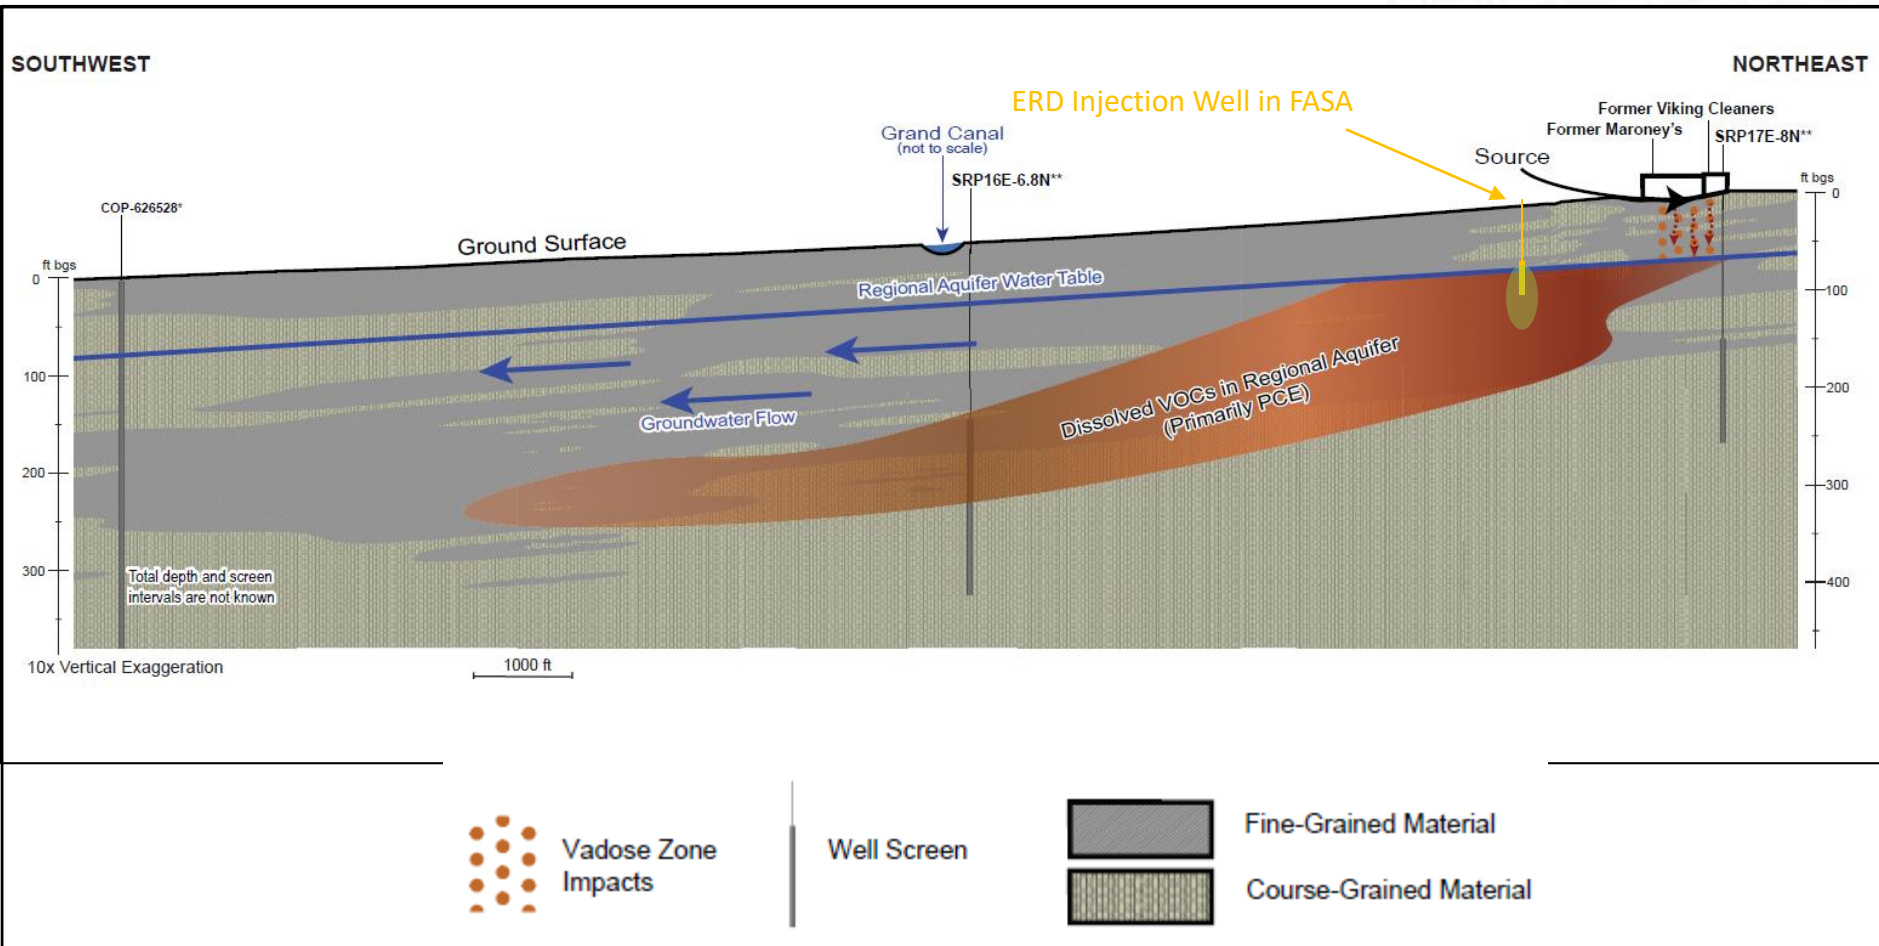 SOUTHWEST
NORTHEAST
ERD Injection Well in FASA
Former Viking Cleaners
Former Maroney's
SRP17E-8N**
Grand Canal
(not to scale)
Source
SRP16E-6.8N**
COP-626528*
ft bgs
0
Ground Surface
ft bgs
0
Regional Aquifer Water Table
100
100
Dissolved VOCs in Regional Aquifer
(Primarily PCE)
200
Groundwater Flow
200
300
300
Total depth and screen
intervals are not known
400
10x Vertical Exaggeration
1000 ft
Vadose Zone
Impacts
Well Screen
Fine-Grained Material
Course-Grained Material